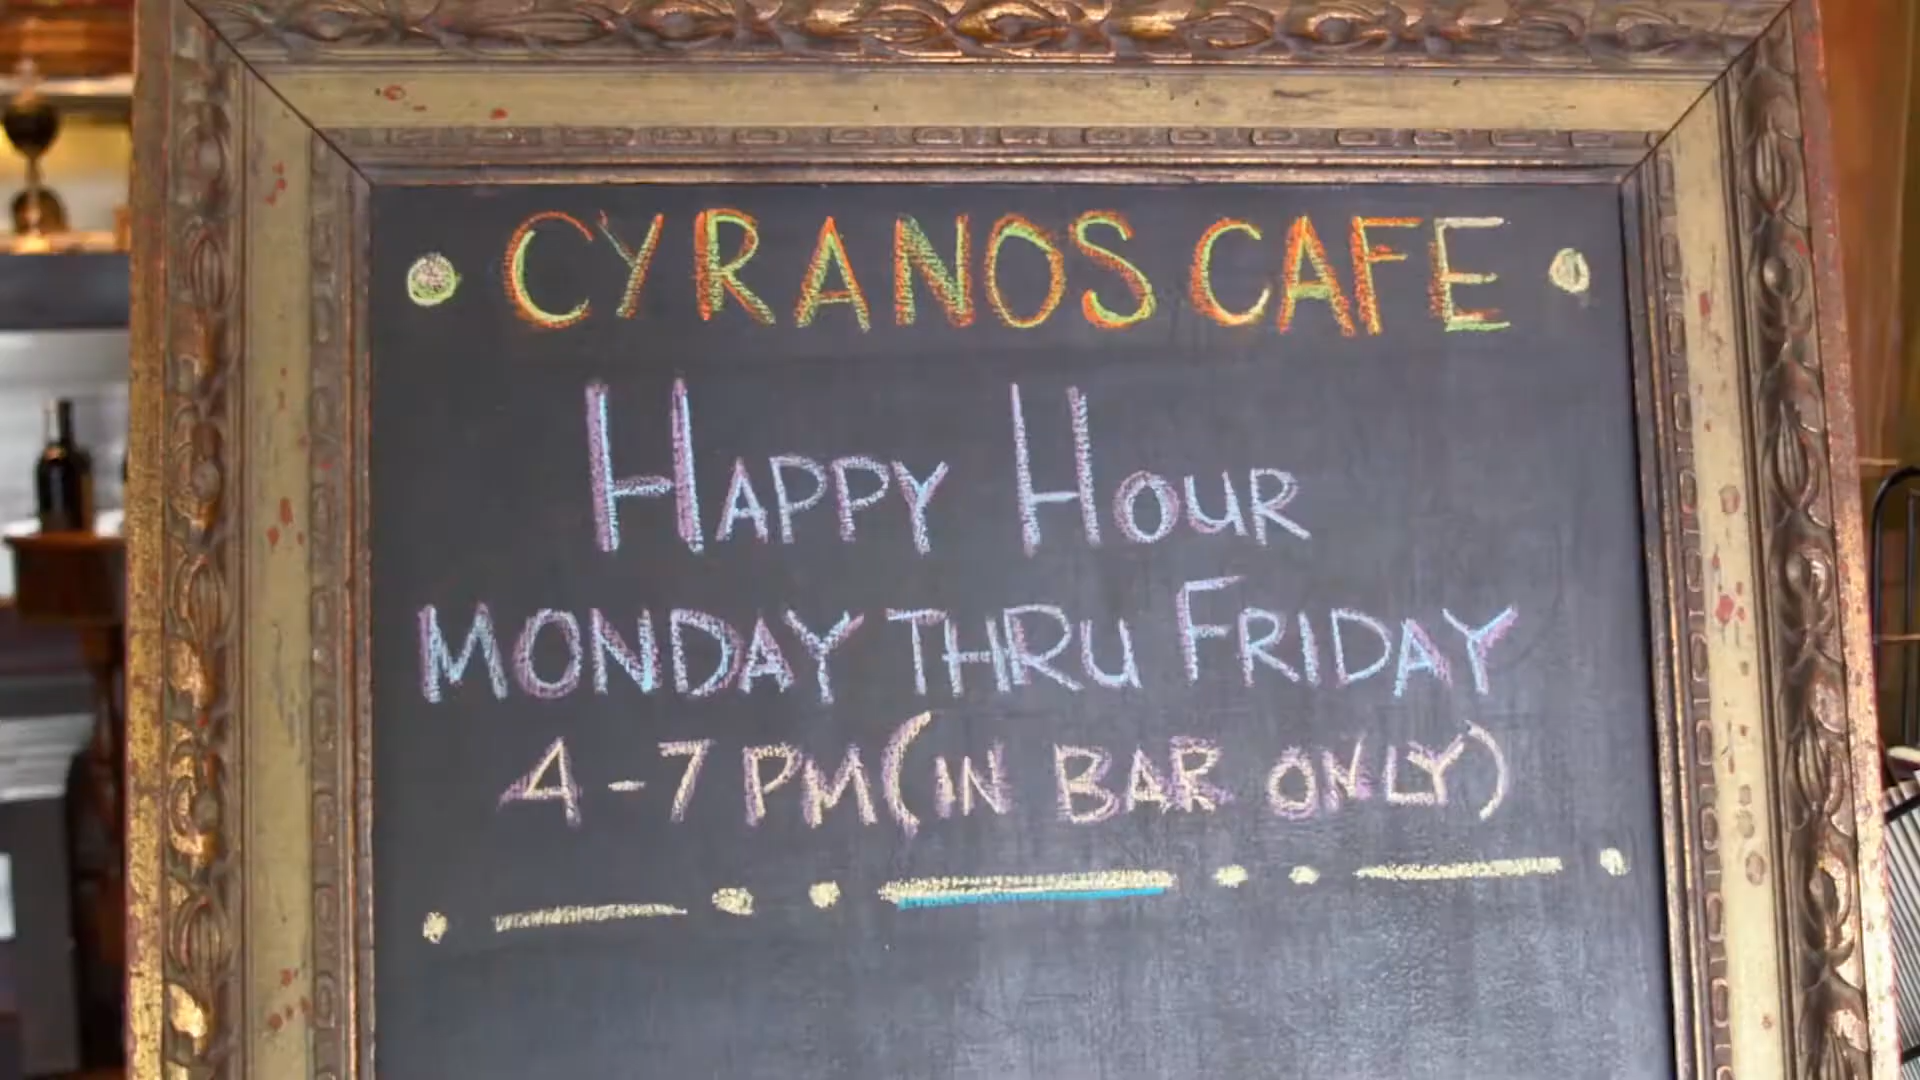 CYRANOS CAFE
HAPPY HOUR
MONDAY THRU FRIDAY
4-7 PM (IN BAR ONLY)